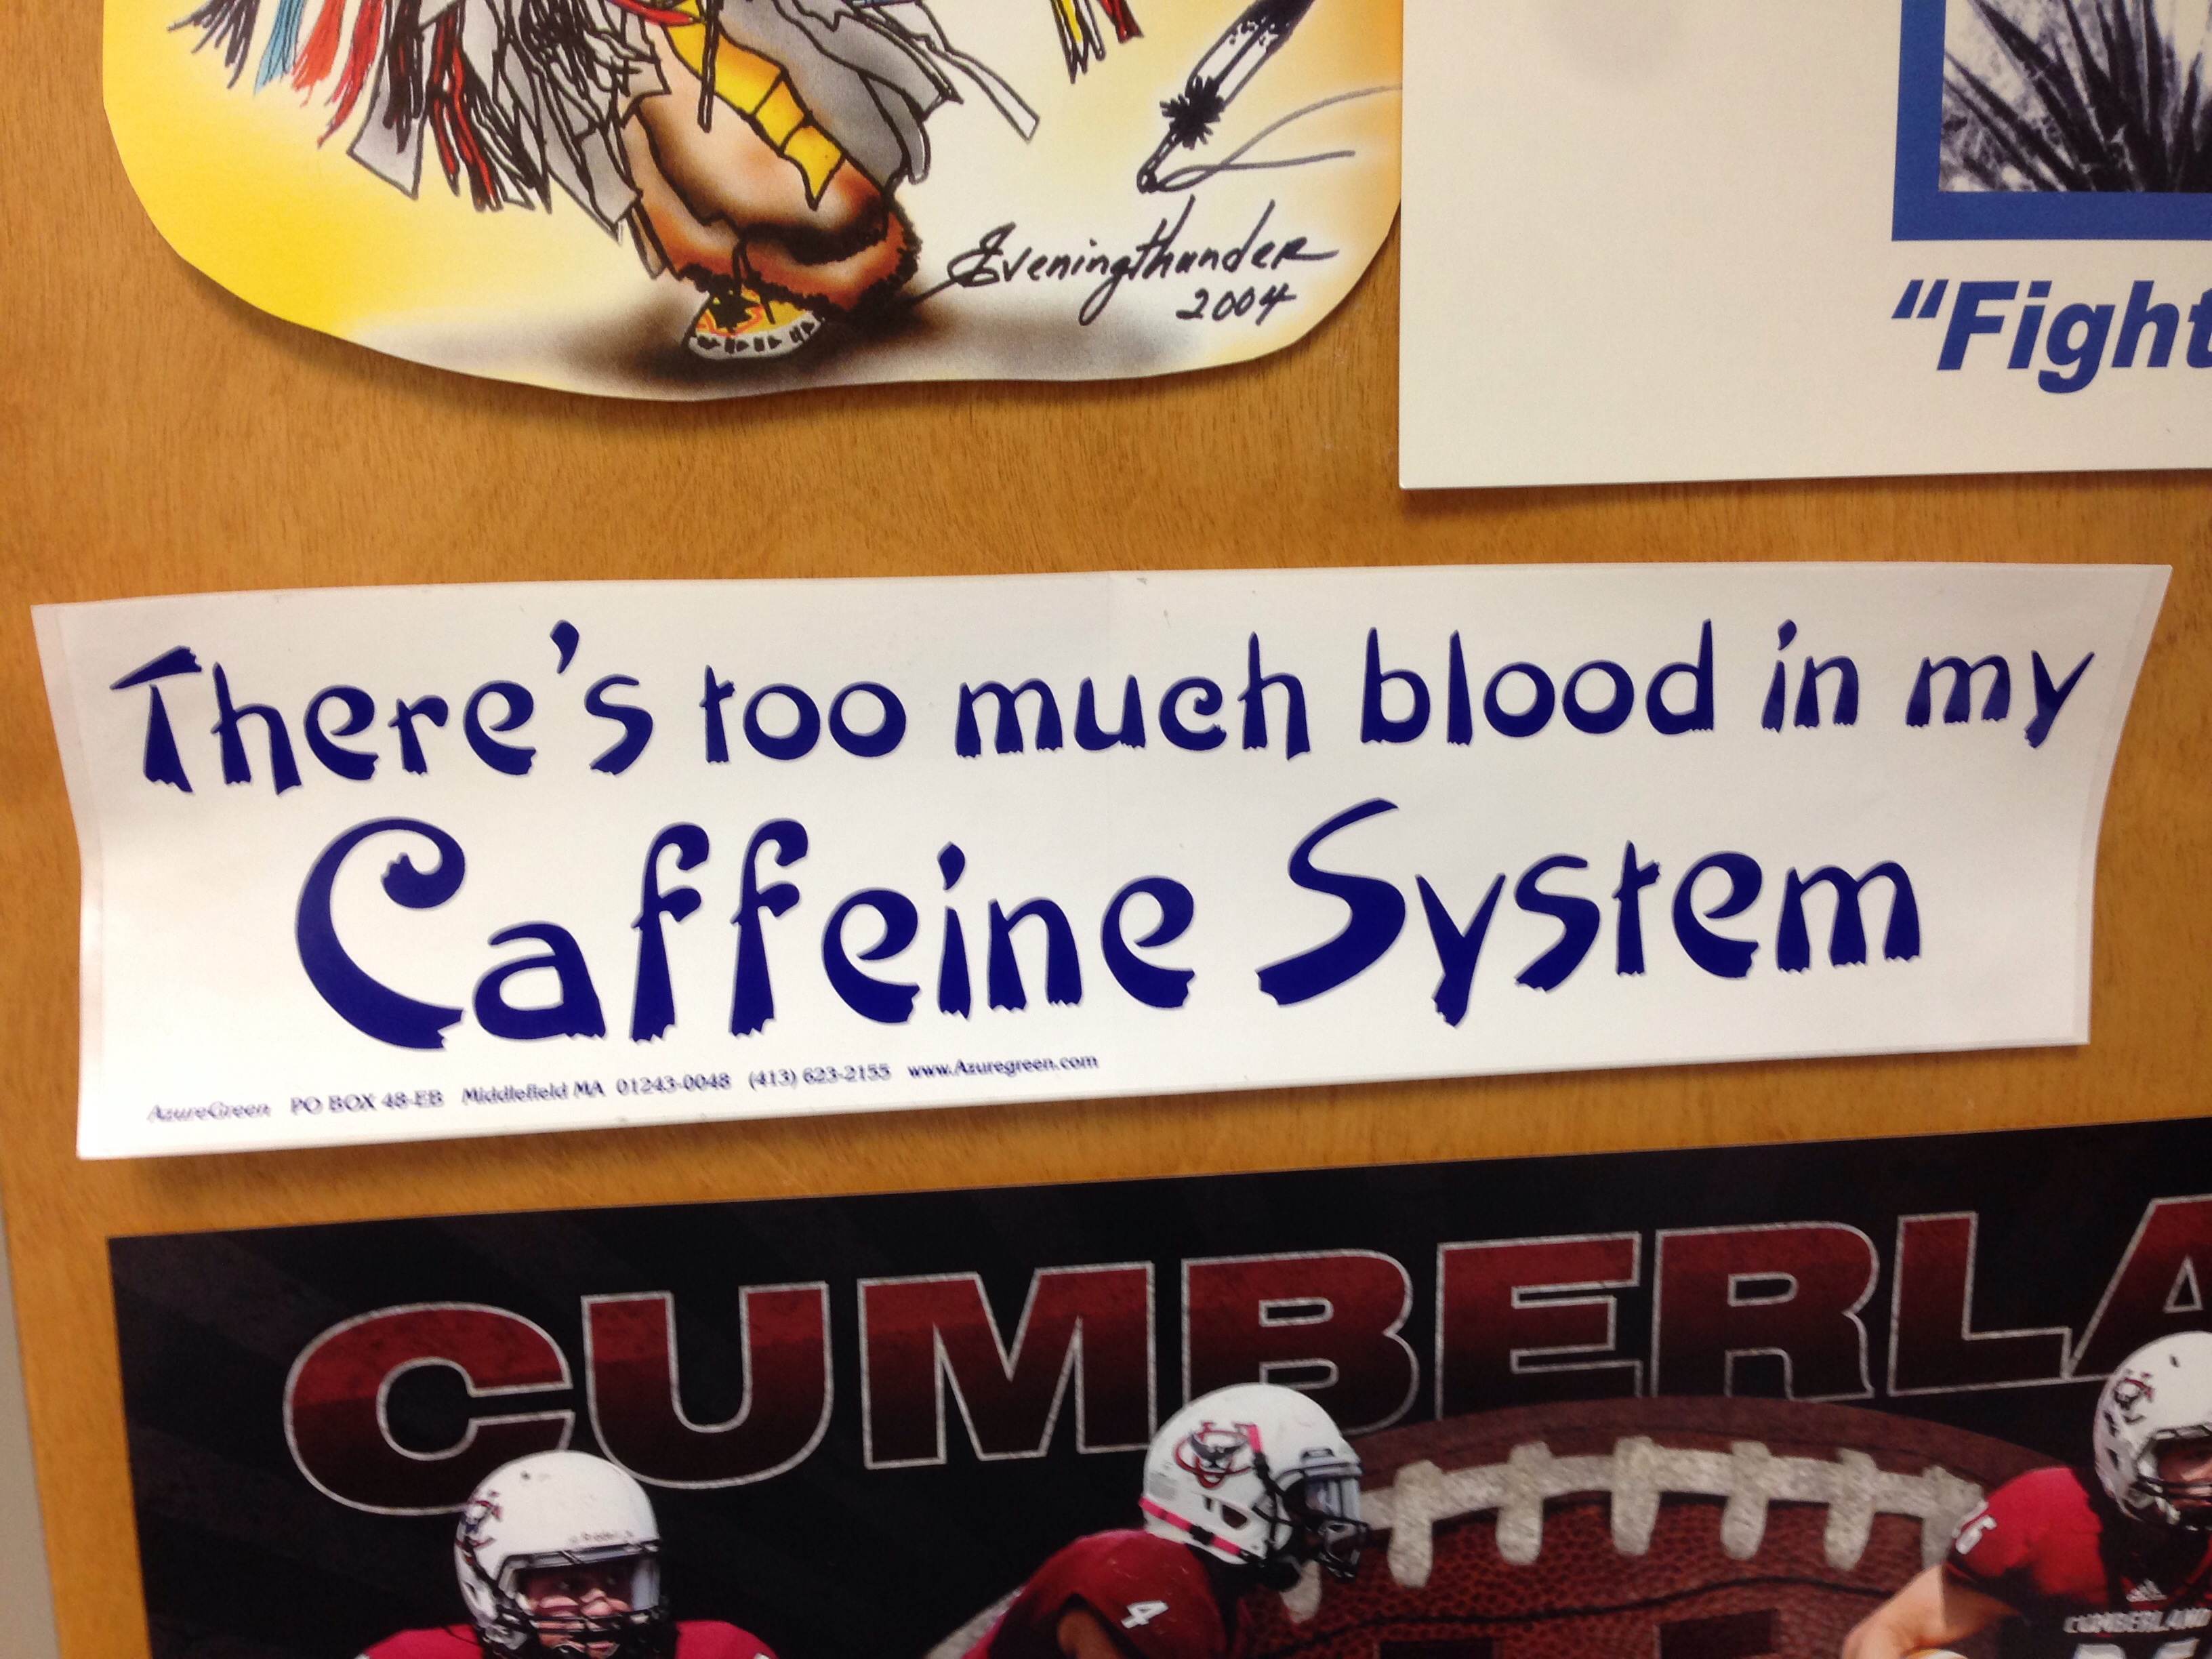 Eveningthunder
2004
"Fight
There's too much blood in my
Caffeine System
AzureGreen PO BOX 48-EB Middlefield MA 01243-0048 (413) 623-2155 www.Azuregreen.com
CUMBERLA
4
CUMBERLAND